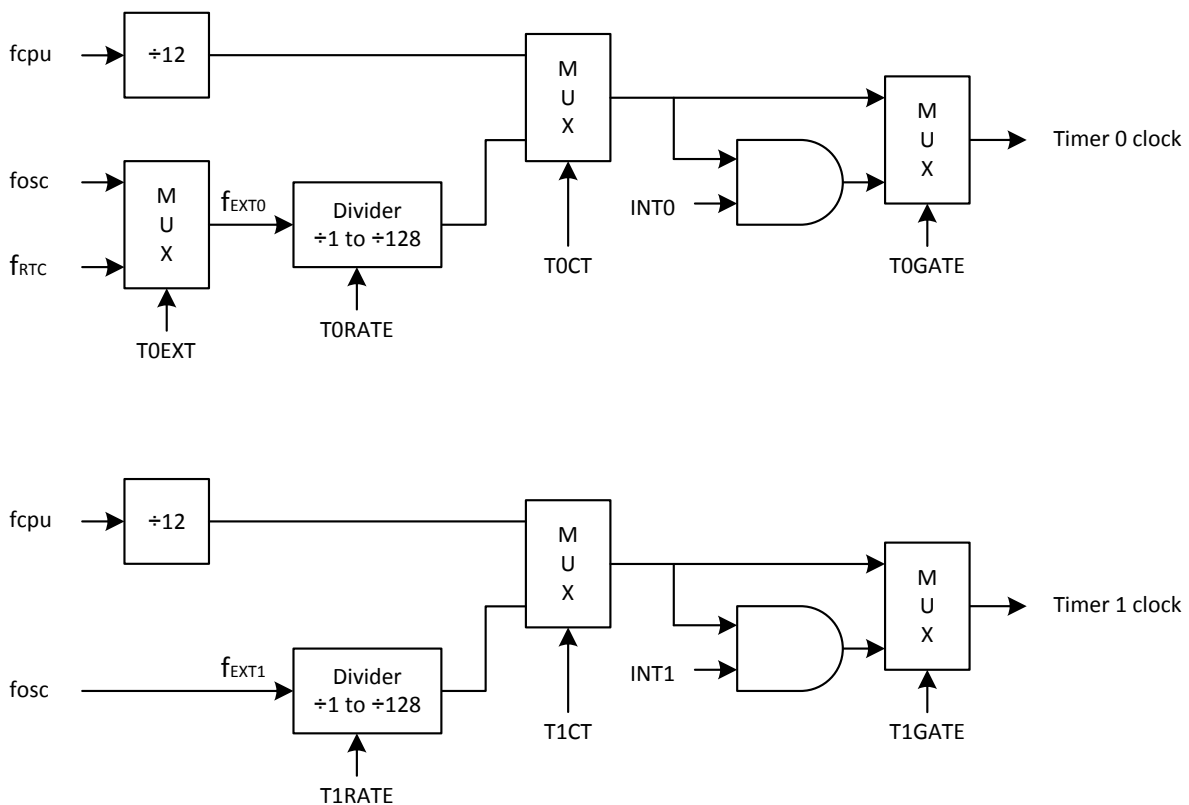 fcpu
÷12
M
U
X
M
U
X
Timer 0 clock
fosc
M
U
X
fEXT0
Divider
÷1 to ÷128
INT0
fRTC
T0CT
T0GATE
T0RATE
T0EXT
fcpu
÷12
M
U
X
M
U
X
Timer 1 clock
fosc
fEXT1
Divider
÷1 to ÷128
INT1
T1CT
T1GATE
T1RATE